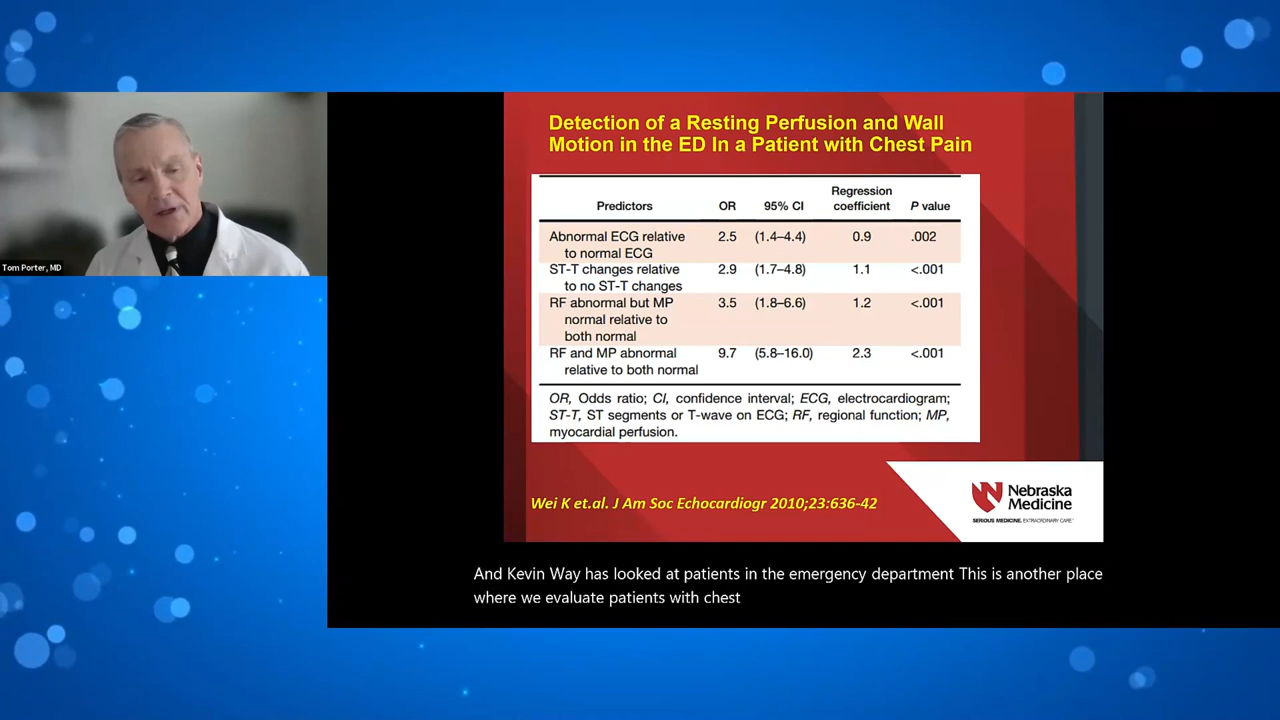 Tom Porter, MD
Detection of a Resting Perfusion and Wall
Motion in the ED In a Patient with Chest Pain
Predictors OR 95% CI Regression coefficient P value
Abnormal ECG relative to normal ECG 2.5 (1.4–4.4) 0.9 .002
ST-T changes relative to no ST-T changes 2.9 (1.7–4.8) 1.1 <.001
RF abnormal but MP normal relative to both normal 3.5 (1.8–6.6) 1.2 <.001
RF and MP abnormal relative to both normal 9.7 (5.8–16.0) 2.3 <.001
OR, Odds ratio; CI, confidence interval; ECG, electrocardiogram;
ST-T, ST segments or T-wave on ECG; RF, regional function; MP,
myocardial perfusion.
Wei K et.al. J Am Soc Echocardiogr 2010;23:636-42
Nebraska
Medicine
SERIOUS MEDICINE. EXTRAORDINARY CARE.™
And Kevin Way has looked at patients in the emergency department This is another place
where we evaluate patients with chest